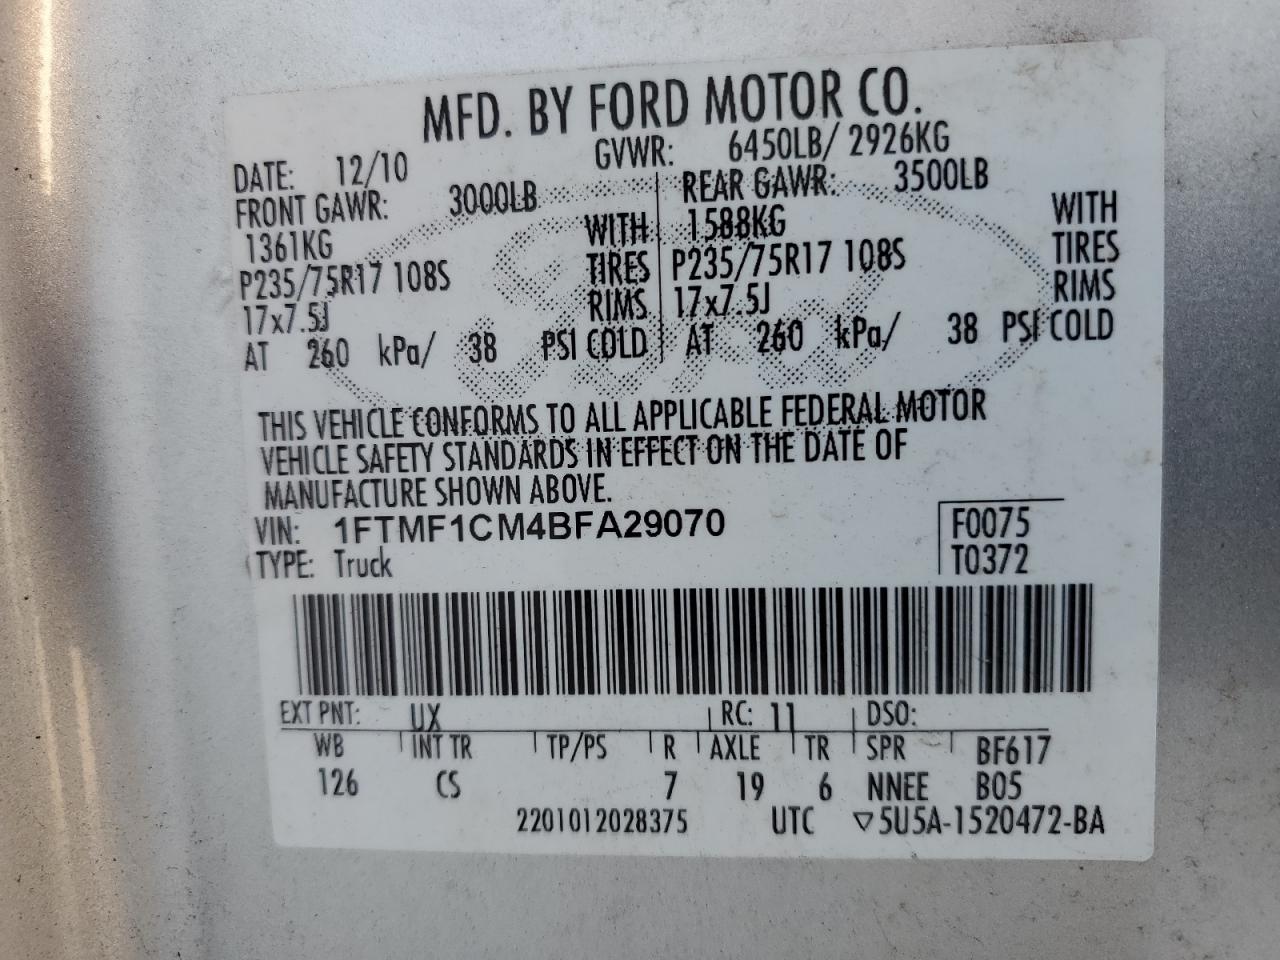 MFD. BY FORD MOTOR CO.
DATE: 12/10 GVWR: 6450LB/ 2926KG
FRONT GAWR: 3000LB REAR GAWR: 3500LB
1361KG WITH 1588KG WITH
P235/75R17 108S TIRES P235/75R17 108S TIRES
17x7.5J RIMS 17x7.5J RIMS
AT 260 kPa/ 38 PSI COLD AT 260 kPa/ 38 PSI COLD
THIS VEHICLE CONFORMS TO ALL APPLICABLE FEDERAL MOTOR
VEHICLE SAFETY STANDARDS IN EFFECT ON THE DATE OF
MANUFACTURE SHOWN ABOVE.
VIN: 1FTMF1CM4BFA29070 F0075
TYPE: Truck T0372
EXT PNT: UX RC: 11 DSO:
WB INT TR TP/PS R AXLE TR SPR BF617
126 CS 7 19 6 NNEE B05
2201012028375 UTC ▽5U5A-1520472-BA
Ford